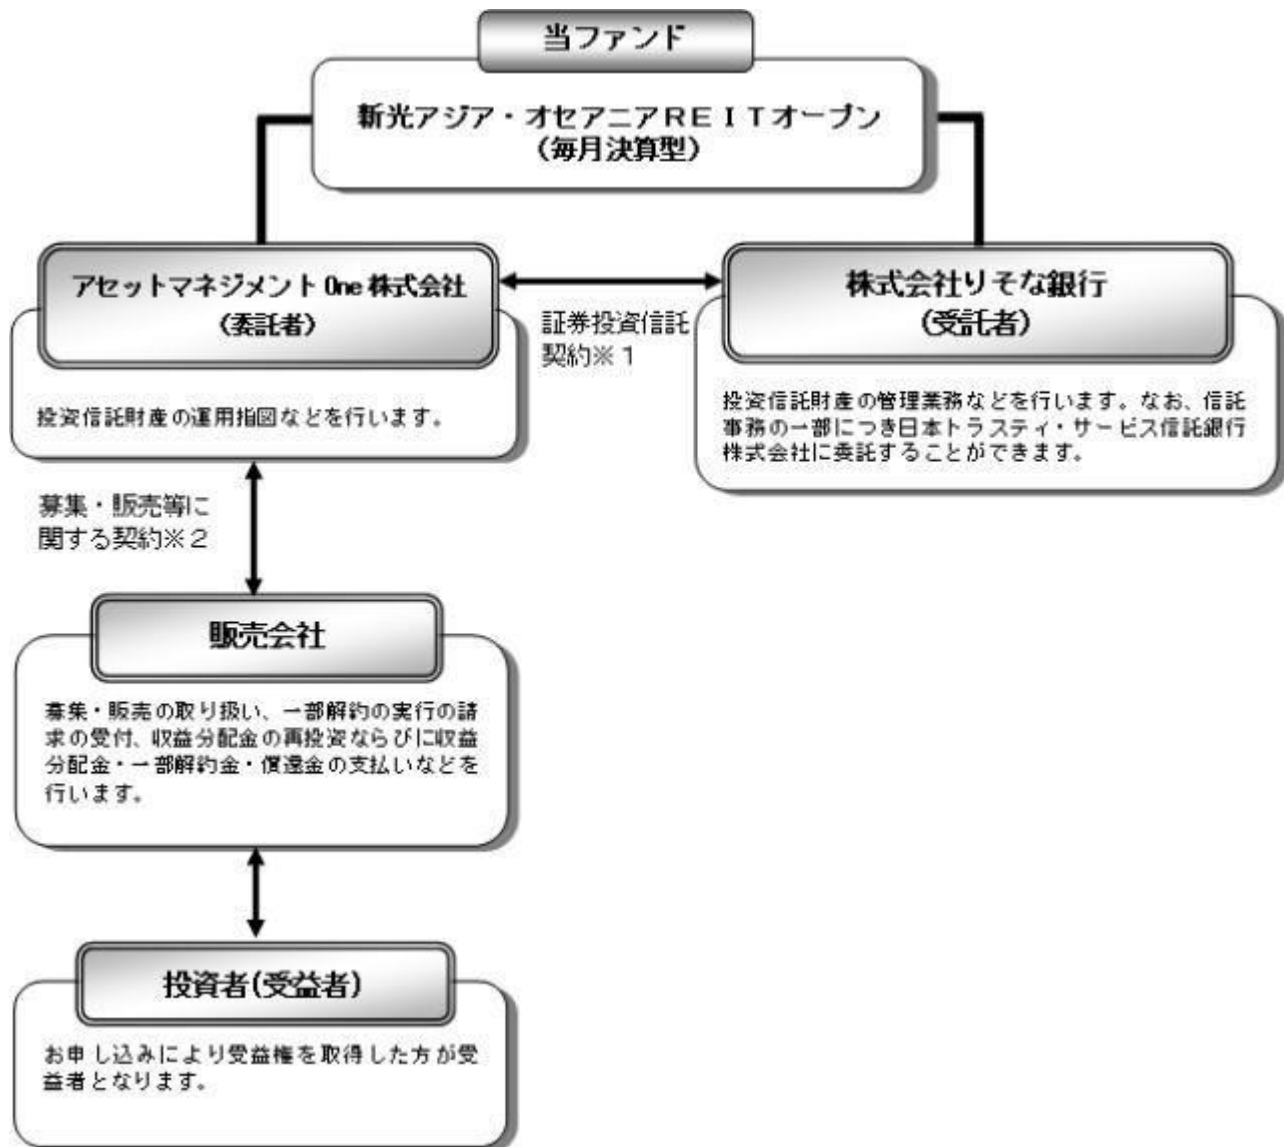 当ファンド
新光アジア・オセアニアＲＥＩＴオープン
（毎月決算型）
アセットマネジメント One 株式会社
（委託者）
証券投資信託
契約※１
株式会社りそな銀行
（受託者）
投資信託財産の運用指図などを行います。
投資信託財産の管理業務などを行います。なお、信託
事務の一部につき日本トラスティ・サービス信託銀行
株式会社に委託することができます。
募集・販売等に
関する契約※２
販売会社
募集・販売の取り扱い、一部解約の実行の請
求の受付、収益分配金の再投資ならびに収益
分配金・一部解約金・償還金の支払いなどを
行います。
投資者(受益者)
お申し込みにより受益権を取得した方が受
益者となります。